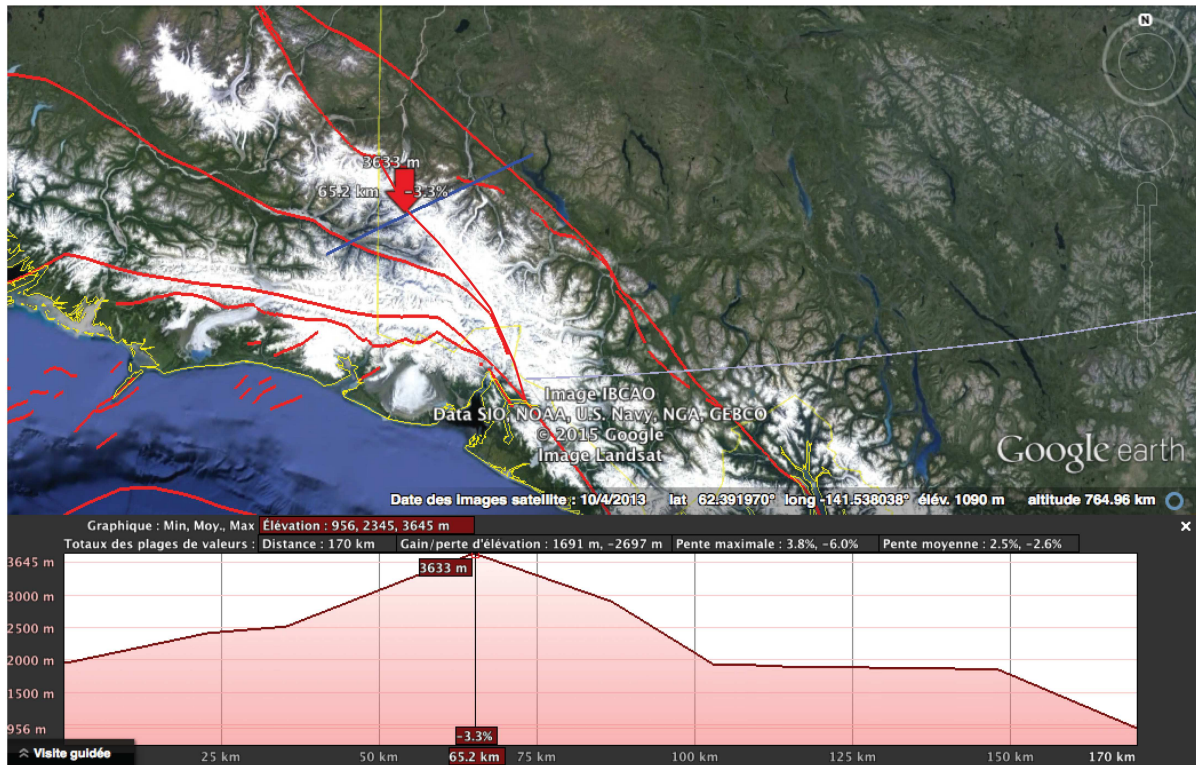 N
3633 m
65.2 km -3.3%
Image IBCAO
Data SIO, NOAA, U.S. Navy, NGA, GEBCO
© 2015 Google
Image Landsat
Google earth
Date des images satellite : 10/4/2013 lat 62.391970° long -141.538038° élév. 1090 m altitude 764.96 km
Graphique : Min, Moy., Max Élévation : 956, 2345, 3645 m
Totaux des plages de valeurs : Distance : 170 km Gain/perte d'élévation : 1691 m, -2697 m Pente maximale : 3.8%, -6.0% Pente moyenne : 2.5%, -2.6%
3645 m
3633 m
3000 m
2500 m
2000 m
1500 m
956 m
-3.3%
Visite guidée
25 km 50 km 65.2 km 75 km 100 km 125 km 150 km 170 km